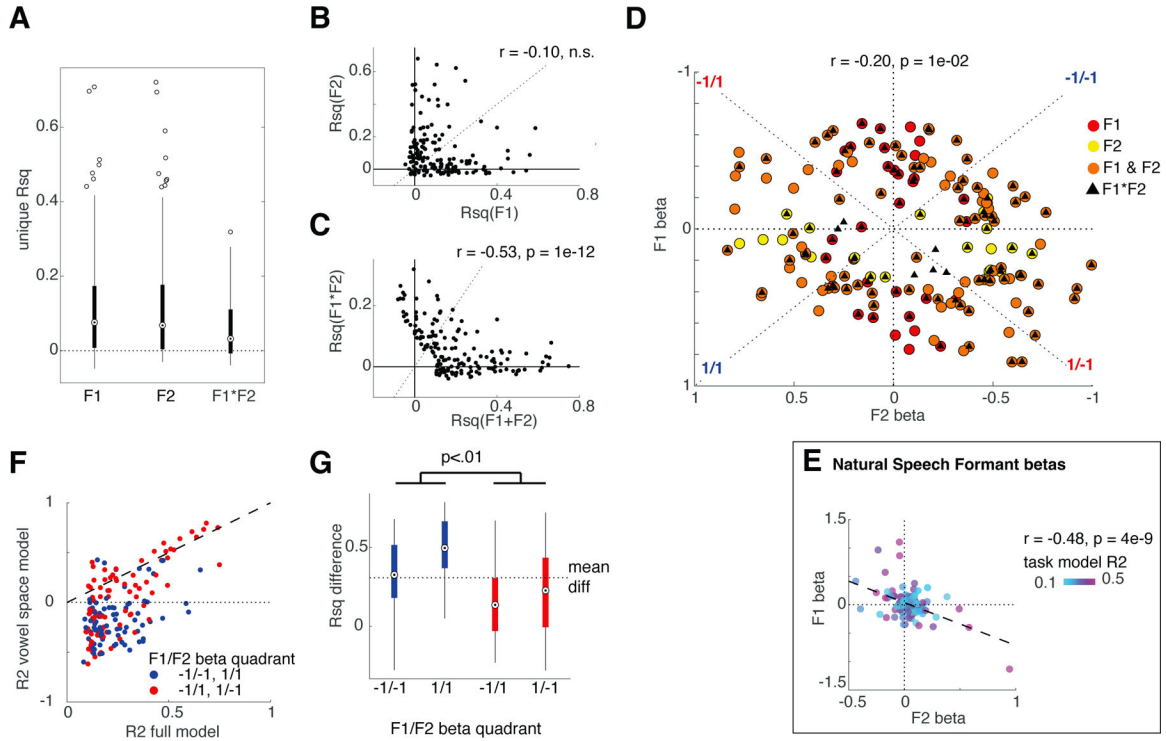 A
unique Rsq
0.6
0.4
0.2
0
F1
F2
F1*F2
B
r = -0.10, n.s.
Rsq(F2)
0.6
0.2
0
0
0.4
0.8
Rsq(F1)
C
r = -0.53, p = 1e-12
Rsq(F1*F2)
0.2
0
0
0.4
0.8
Rsq(F1+F2)
D
r = -0.20, p = 1e-02
-1/1
-1/-1
1/1
1/-1
F1 beta
-1
0
1
1
0.5
0
-0.5
-1
F2 beta
F1
F2
F1 & F2
F1*F2
F
R2 vowel space model
1
0
-1
0
0.5
1
R2 full model
F1/F2 beta quadrant
-1/-1, 1/1
-1/1, 1/-1
G
p<.01
Rsq difference
0.5
0
mean
diff
-1/-1
1/1
-1/1
1/-1
F1/F2 beta quadrant
E
Natural Speech Formant betas
r = -0.48, p = 4e-9
task model R2
0.1
0.5
F1 beta
1.5
0
-1.5
-0.5
0
1
F2 beta